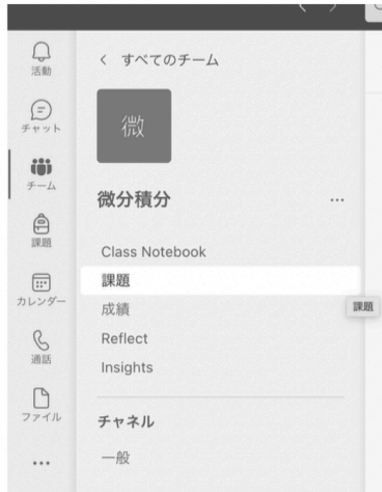 活動
チャット
チーム
課題
カレンダー
通話
ファイル
…
< すべてのチーム
微
微分積分
…
Class Notebook
課題
成績
Reflect
Insights
チャネル
一般
課題